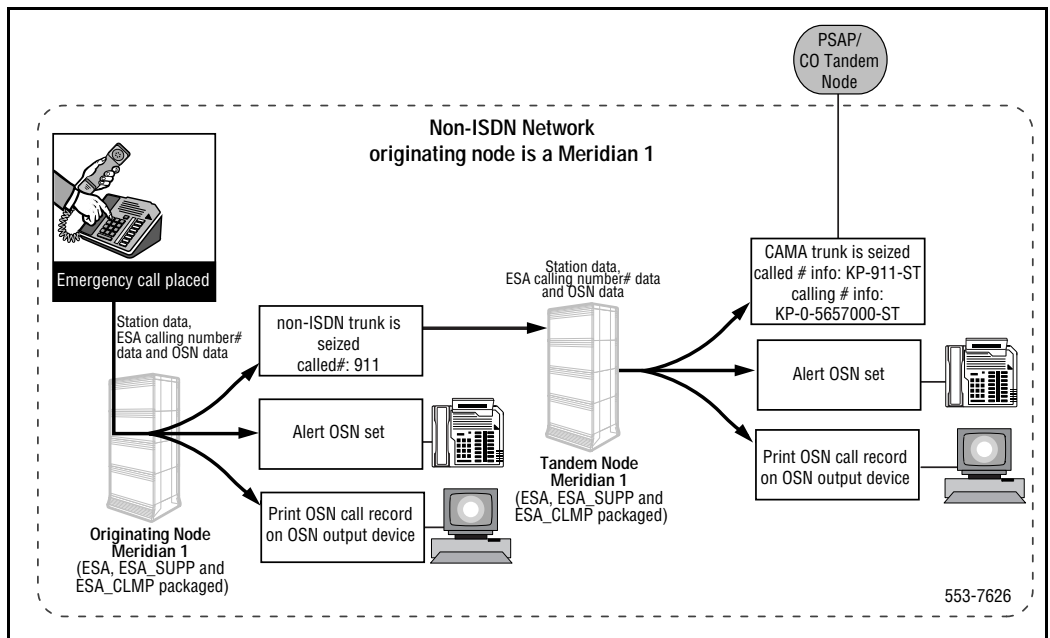 PSAP/
CO Tandem
Node
Non-ISDN Network
originating node is a Meridian 1
Emergency call placed
Station data,
ESA calling number#
data and OSN data
non-ISDN trunk is
seized
called#: 911
Alert OSN set
Print OSN call record
on OSN output device
Originating Node
Meridian 1
(ESA, ESA_SUPP and
ESA_CLMP packaged)
Station data,
ESA calling number# data
and OSN data
Tandem Node
Meridian 1
(ESA, ESA_SUPP and
ESA_CLMP packaged)
CAMA trunk is seized
called # info: KP-911-ST
calling # info:
KP-0-5657000-ST
Alert OSN set
Print OSN call record
on OSN output device
553-7626